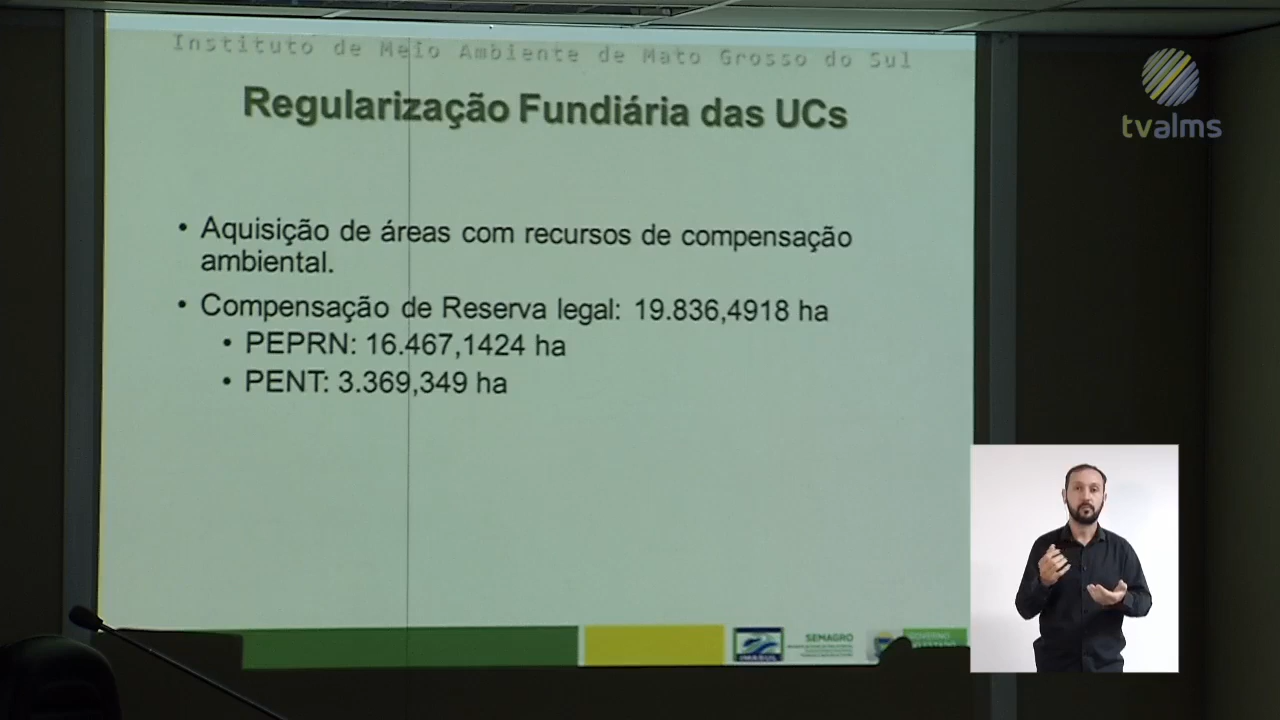 Instituto de Meio Ambiente de Mato Grosso do Sul
Regularização Fundiária das UCs
• Aquisição de áreas com recursos de compensação
ambiental.
• Compensação de Reserva legal: 19.836,4918 ha
• PEPRN: 16.467,1424 ha
• PENT: 3.369,349 ha
tvalms
IMASUL
SEMAGRO
GOVERNO